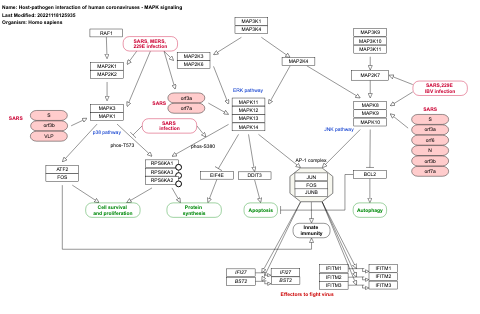 Name: Host-pathogen interaction of human coronaviruses - MAPK signaling
Last Modified: 20221118125935
Organism: Homo sapiens
MAP3K1
MAP3K4
RAF1
MAP3K9
MAP3K10
MAP3K11
SARS, MERS,
229E infection
MAP2K3
MAP2K6
MAP2K4
MAP2K1
MAP2K2
MAP2K7
ERK pathway
SARS,229E
IBV infection
SARS
orf3a
orf7a
MAPK3
MAPK1
MAPK11
MAPK12
MAPK13
MAPK14
MAPK8
MAPK9
MAPK10
SARS
S
orf3b
VLP
SARS
S
orf3a
orf6
N
orf3b
orf7a
SARS
infection
p38 pathway
JNK pathway
phos-T573
phos-S380
AP-1 complex
ATF2
FOS
RPS6KA1
RPS6KA3
RPS6KA2
EIF4E
DDIT3
JUN
FOS
JUNB
BCL2
Cell survival
and proliferation
Protein
synthesis
Apoptosis
Autophagy
Innate
immunity
IFI27
BST2
IFI27
BST2
IFITM1
IFITM2
IFITM3
IFITM1
IFITM2
IFITM3
Effectors to fight virus